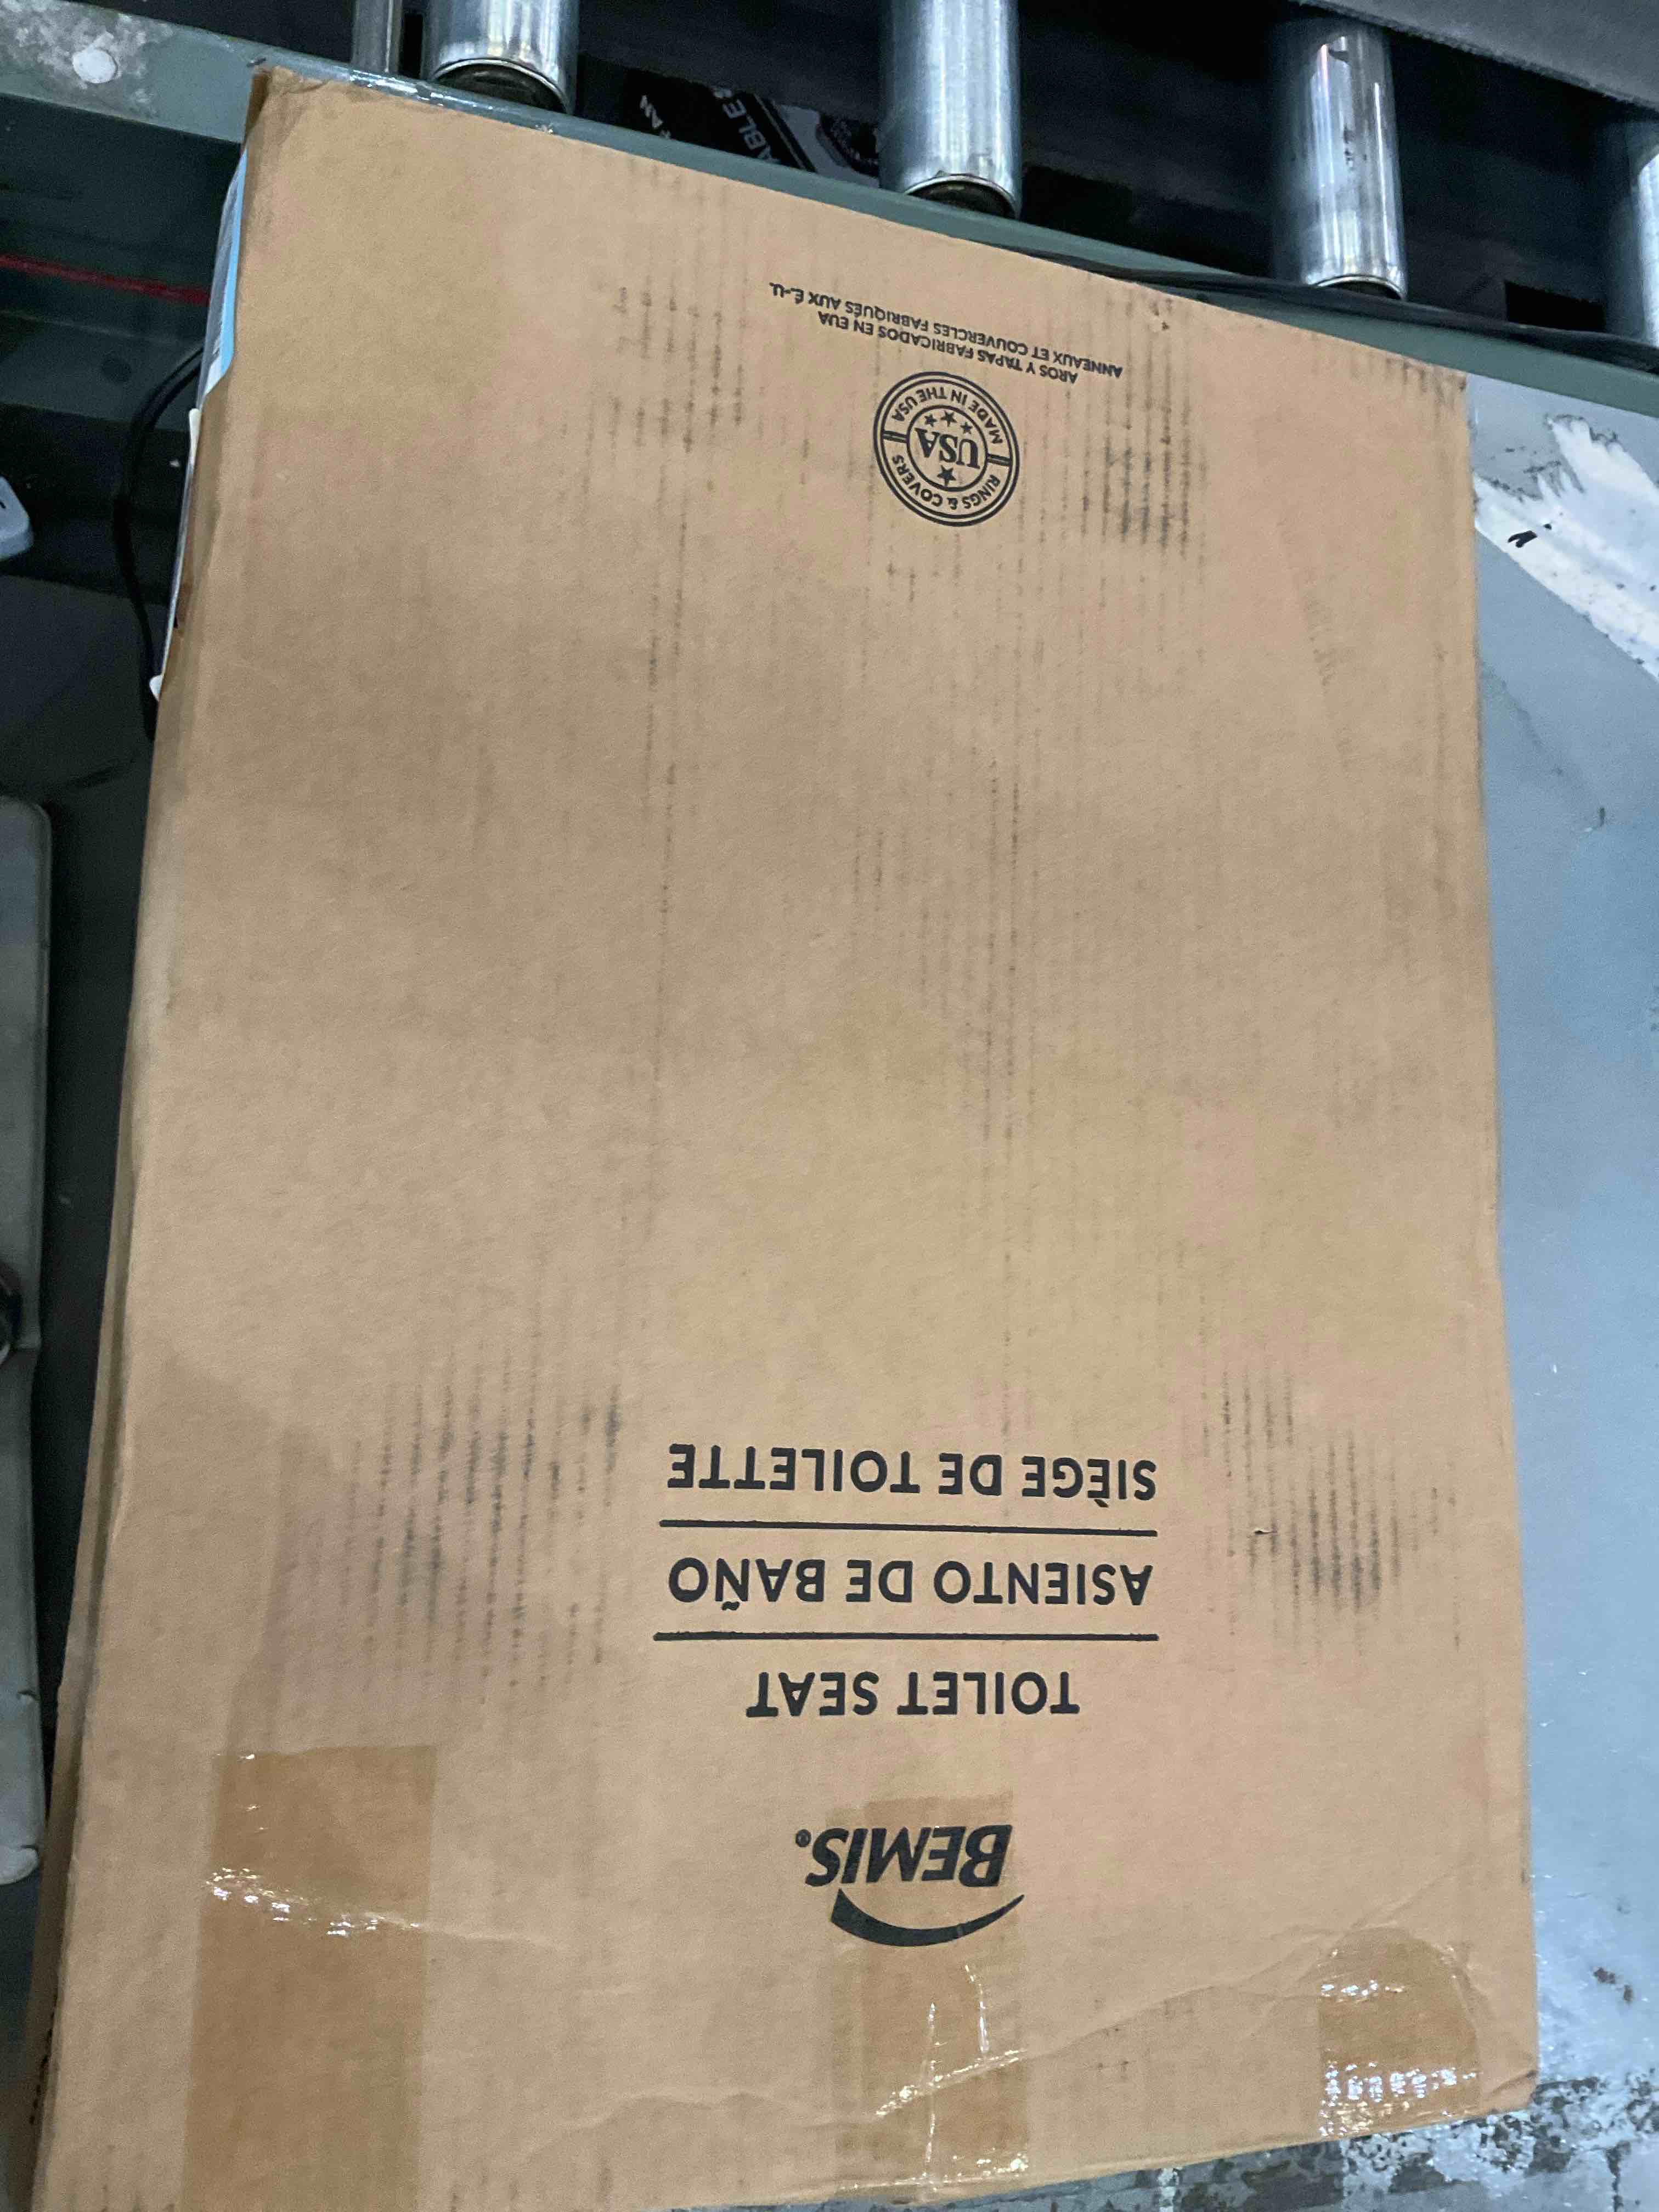 BEMIS®
TOILET SEAT
ASIENTO DE BAÑO
SIÈGE DE TOILETTE
RINGS & COVERS
USA
MADE IN THE USA
AROS Y TAPAS FABRICADOS EN EUA
ANNEAUX ET COUVERCLES FABRIQUÉS AUX É.-U.
ABLE